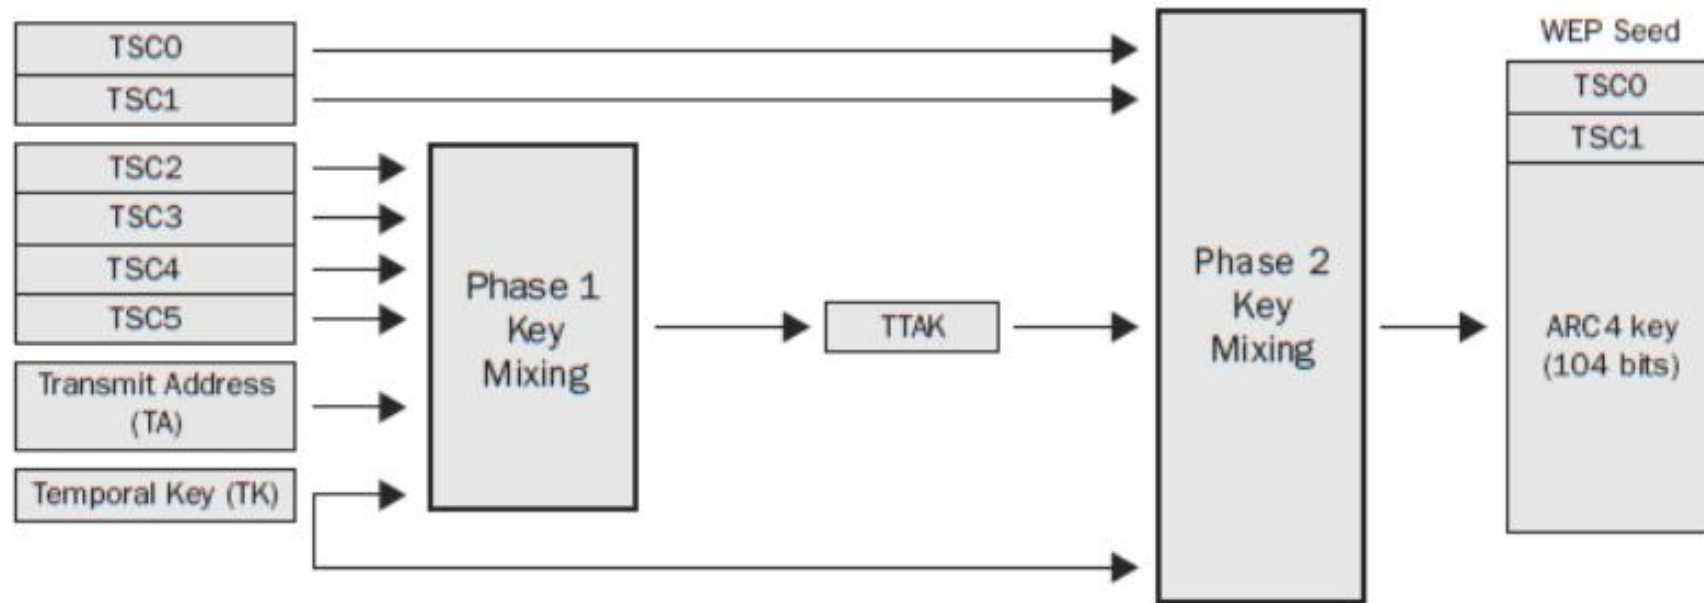 TSC0
TSC1
TSC2
TSC3
TSC4
TSC5
Transmit Address
(TA)
Temporal Key (TK)
Phase 1
Key
Mixing
TTAK
Phase 2
Key
Mixing
WEP Seed
TSC0
TSC1
ARC4 key
(104 bits)